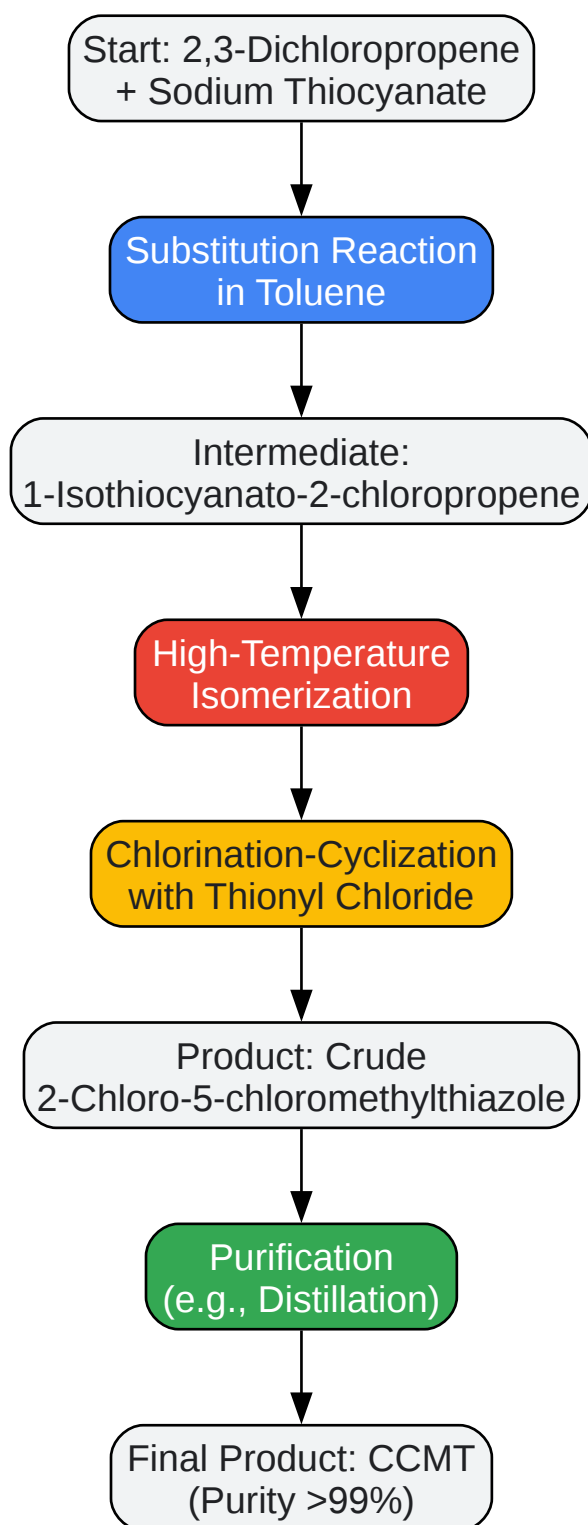 Start: 2,3-Dichloropropene
+ Sodium Thiocyanate
Substitution Reaction
in Toluene
Intermediate:
1-Isothiocyanato-2-chloropropene
High-Temperature
Isomerization
Chlorination-Cyclization
with Thionyl Chloride
Product: Crude
2-Chloro-5-chloromethylthiazole
Purification
(e.g., Distillation)
Final Product: CCMT
(Purity >99%)